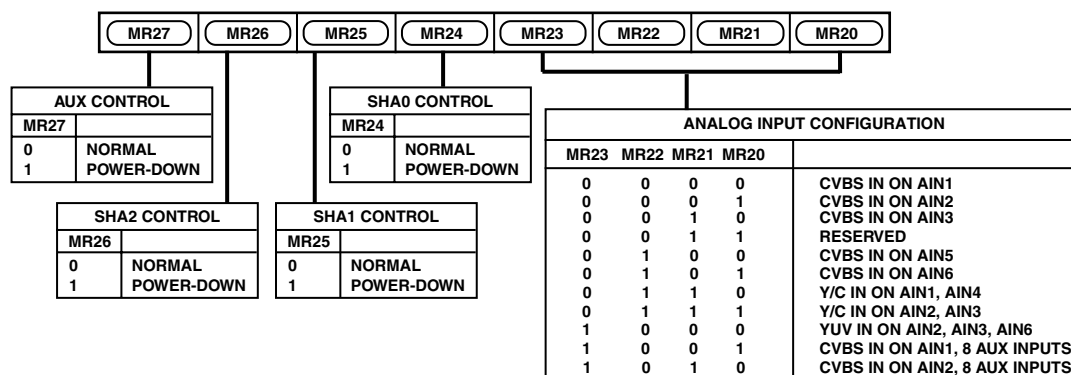 MR27 MR26 MR25 MR24 MR23 MR22 MR21 MR20
AUX CONTROL
MR27
0 NORMAL
1 POWER-DOWN
SHA0 CONTROL
MR24
0 NORMAL
1 POWER-DOWN
SHA2 CONTROL
MR26
0 NORMAL
1 POWER-DOWN
SHA1 CONTROL
MR25
0 NORMAL
1 POWER-DOWN
ANALOG INPUT CONFIGURATION
MR23 MR22 MR21 MR20
0 0 0 0 CVBS IN ON AIN1
0 0 0 1 CVBS IN ON AIN2
0 0 1 0 CVBS IN ON AIN3
0 0 1 1 RESERVED
0 1 0 0 CVBS IN ON AIN5
0 1 0 1 CVBS IN ON AIN6
0 1 1 0 Y/C IN ON AIN1, AIN4
0 1 1 1 Y/C IN ON AIN2, AIN3
1 0 0 0 YUV IN ON AIN2, AIN3, AIN6
1 0 0 1 CVBS IN ON AIN1, 8 AUX INPUTS
1 0 1 0 CVBS IN ON AIN2, 8 AUX INPUTS